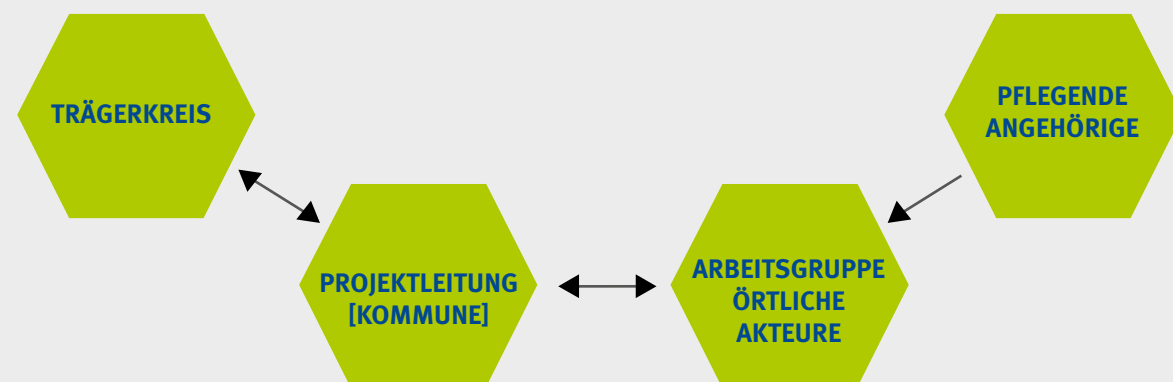 TRÄGERKREIS
PROJEKTLEITUNG
[KOMMUNE]
ARBEITSGRUPPE
ÖRTLICHE
AKTEURE
PFLEGENDE
ANGEHÖRIGE